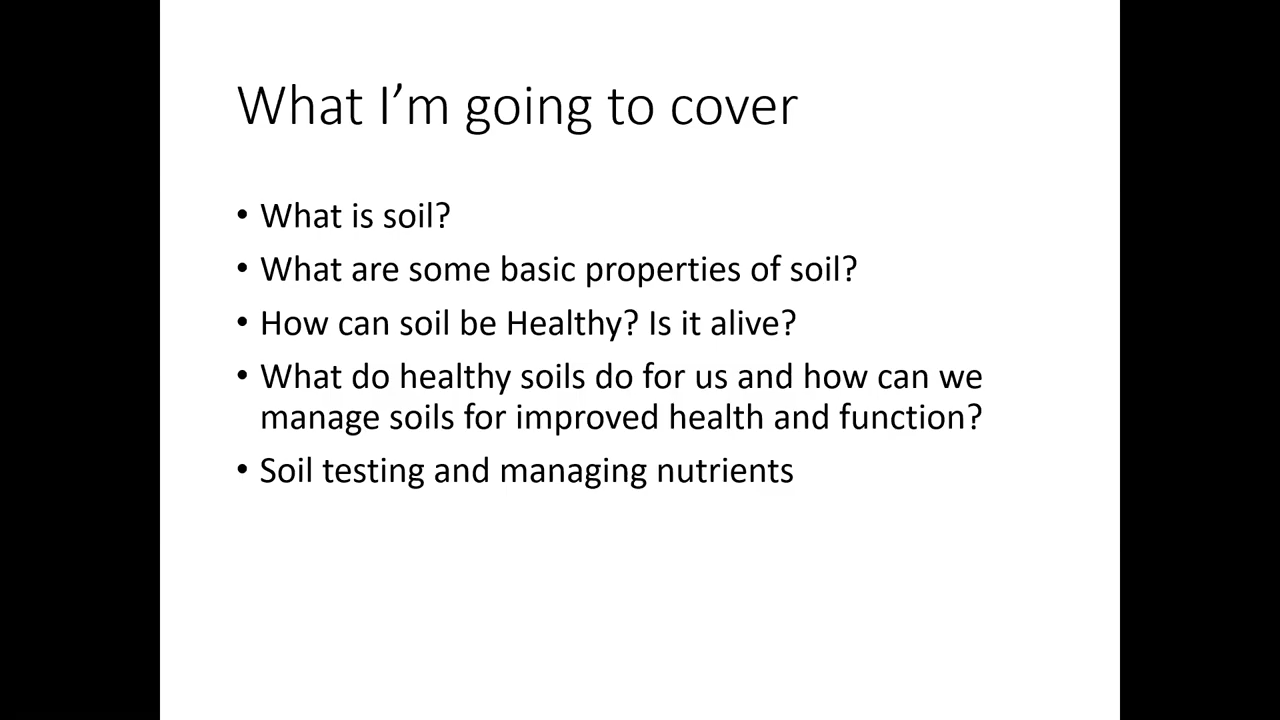 What I’m going to cover
• What is soil?
• What are some basic properties of soil?
• How can soil be Healthy? Is it alive?
• What do healthy soils do for us and how can we
manage soils for improved health and function?
• Soil testing and managing nutrients